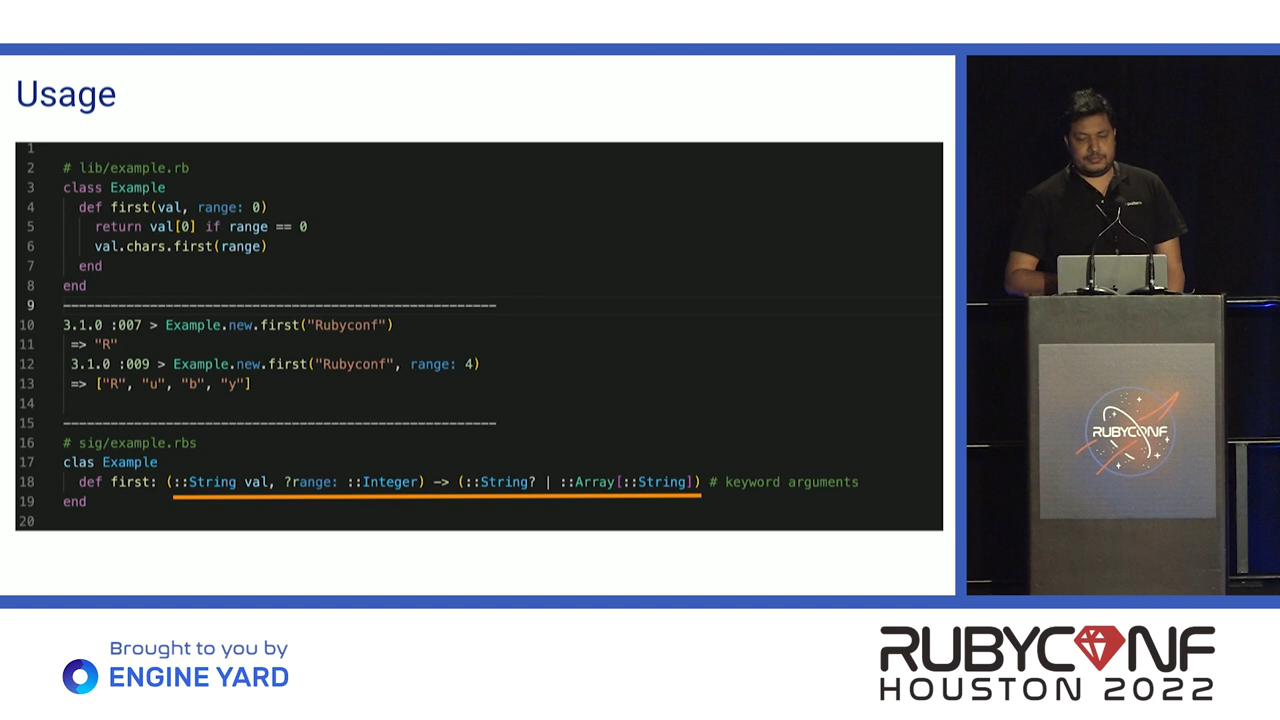 Usage
1
2 # lib/example.rb
3 class Example
4 def first(val, range: 0)
5 return val[0] if range == 0
6 val.chars.first(range)
7 end
8 end
9 -------------------------------------------------------
10 3.1.0 :007 > Example.new.first("Rubyconf")
11 => "R"
12 3.1.0 :009 > Example.new.first("Rubyconf", range: 4)
13 => ["R", "u", "b", "y"]
14
15 -------------------------------------------------------
16 # sig/example.rbs
17 clas Example
18 def first: (::String val, ?range: ::Integer) -> (::String? | ::Array[::String]) # keyword arguments
19 end
20
RUBYCONF
Brought to you by
ENGINE YARD
RUBYCONF
HOUSTON 2022